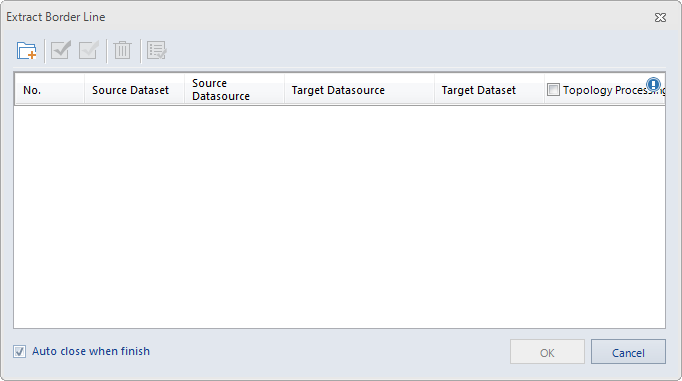 Extract Border Line
No.
Source Dataset
Source
Datasource
Target Datasource
Target Dataset
Topology Processing
Auto close when finish
OK
Cancel